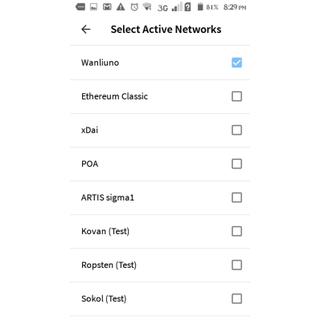 3G 81% 8:29 PM
Select Active Networks
Wanliuno
Ethereum Classic
xDai
POA
ARTIS sigma1
Kovan (Test)
Ropsten (Test)
Sokol (Test)